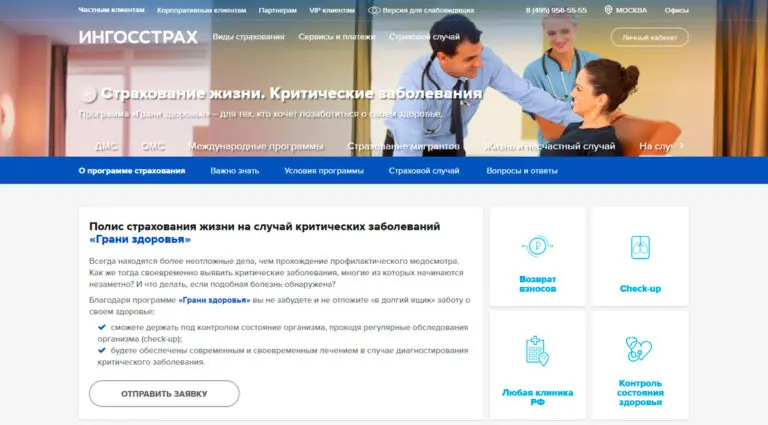 Частным клиентам Корпоративным клиентам Партнерам VIP клиентам Версия для слабовидящих 8 (495) 956-55-55 МОСКВА Офисы
ИНГОССТРАХ Виды страхования Сервисы и платежи Страховой случай Личный кабинет
Страхование жизни. Критические заболевания
Программа «Грани здоровья» – для тех, кто хочет позаботиться о своем здоровье.
ДМС ОМС Международные программы Страхование мигрантов Жизнь и несчастный случай На слу
О программе страхования Важно знать Условия программы Страховой случай Вопросы и ответы
Полис страхования жизни на случай критических заболеваний
«Грани здоровья»
Всегда находятся более неотложные дела, чем прохождение профилактического медосмотра.
Как же тогда своевременно выявить критические заболевания, многие из которых начинаются
незаметно? И что делать, если подобная болезнь обнаружена?
Благодаря программе «Грани здоровья» вы не забудете и не отложите «в долгий ящик» заботу о
своем здоровье:
сможете держать под контролем состояние организма, проходя регулярные обследования
организма (check-up);
будете обеспечены современным и своевременным лечением в случае диагностирования
критического заболевания.
ОТПРАВИТЬ ЗАЯВКУ
Возврат
взносов
Check-up
Любая клиника
РФ
Контроль
состояния
здоровья